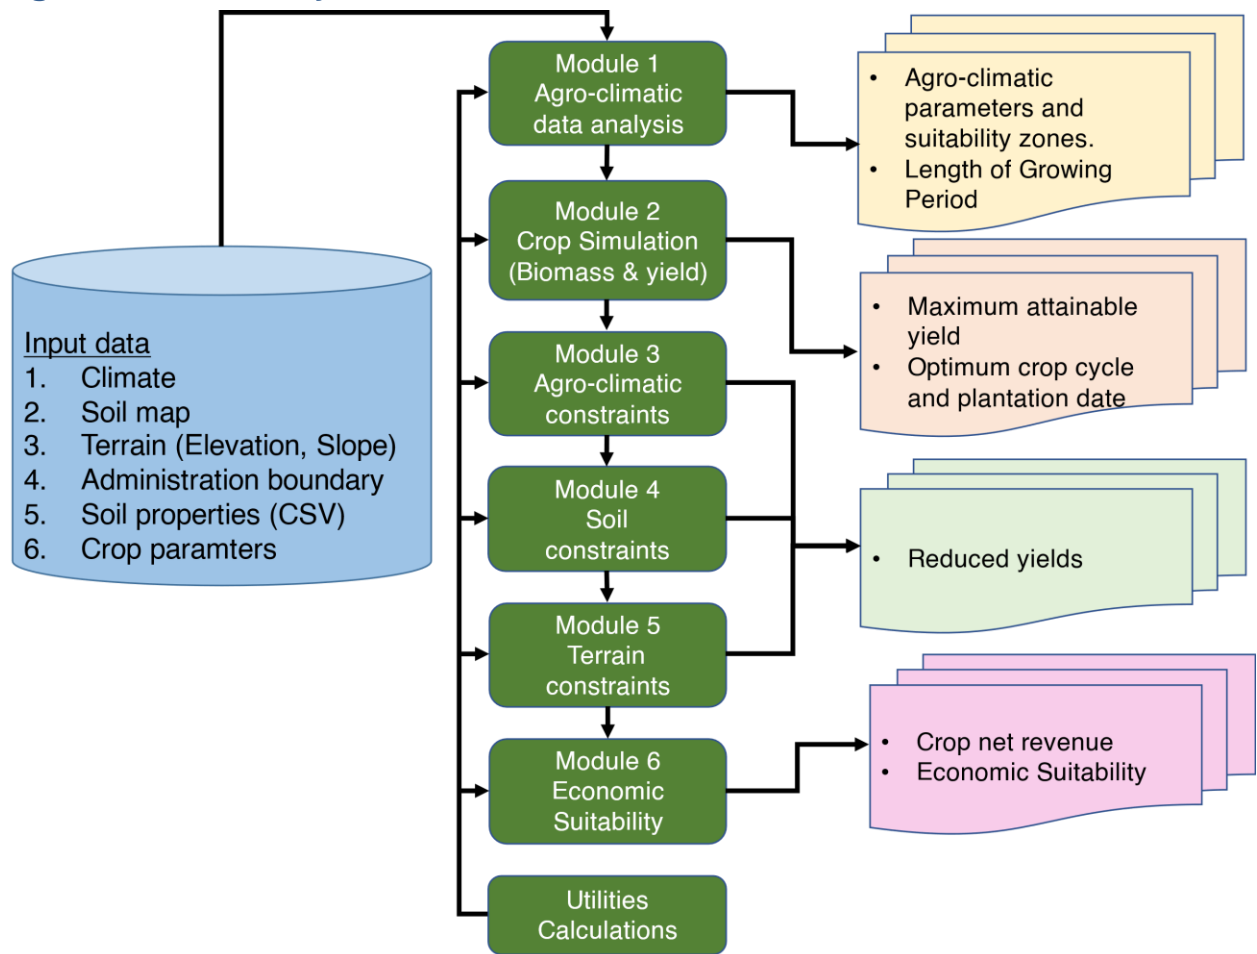 Input data
1. Climate
2. Soil map
3. Terrain (Elevation, Slope)
4. Administration boundary
5. Soil properties (CSV)
6. Crop paramters
Module 1
Agro-climatic
data analysis
Module 2
Crop Simulation
(Biomass & yield)
Module 3
Agro-climatic
constraints
Module 4
Soil
constraints
Module 5
Terrain
constraints
Module 6
Economic
Suitability
Utilities
Calculations
• Agro-climatic
parameters and
suitability zones.
• Length of Growing
Period
• Maximum attainable
yield
• Optimum crop cycle
and plantation date
• Reduced yields
• Crop net revenue
• Economic Suitability